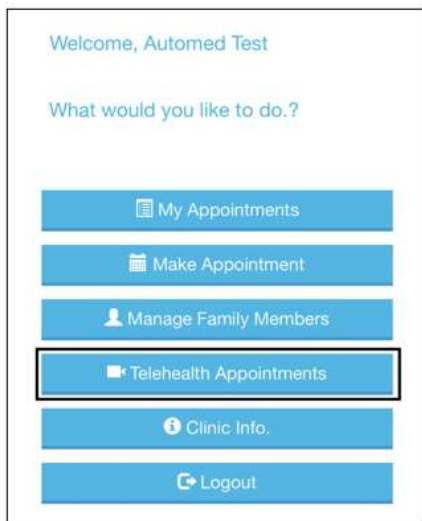 Welcome, Automed Test
What would you like to do.?
My Appointments
Make Appointment
Manage Family Members
Telehealth Appointments
Clinic Info.
Logout